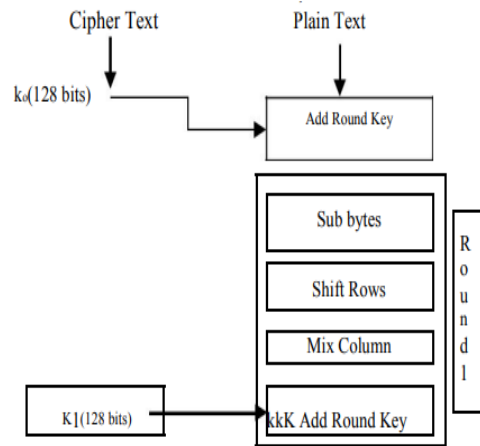 Cipher Text
Plain Text
k₀(128 bits)
Add Round Key
Sub bytes
Shift Rows
Mix Column
Round1
K1(128 bits)
kkK Add Round Key